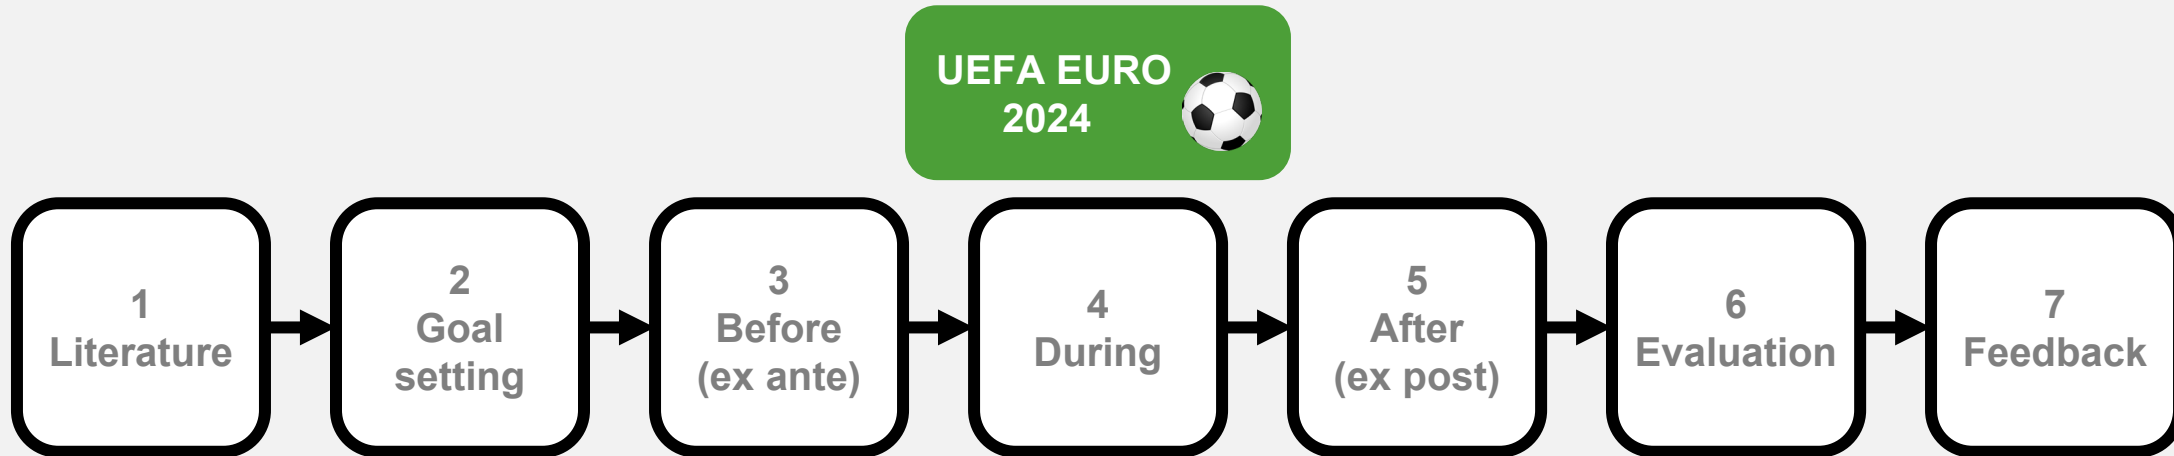 UEFA EURO
2024
1
Literature
2
Goal
setting
3
Before
(ex ante)
4
During
5
After
(ex post)
6
Evaluation
7
Feedback